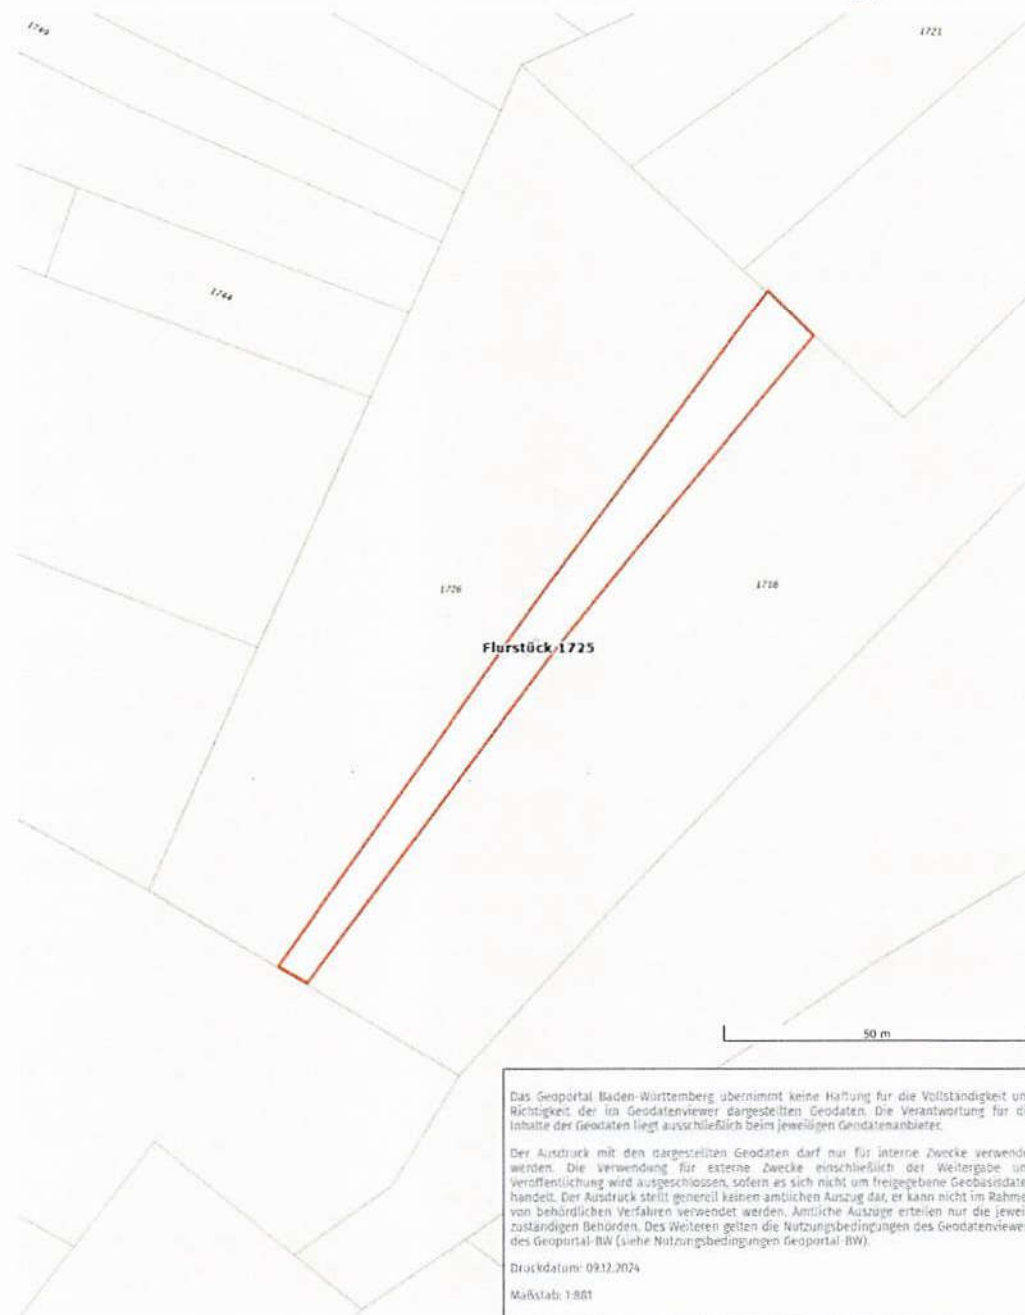 1749
1721
1744
1726
1716
Flurstück 1725
50 m
Das Geoportal Baden-Württemberg übernimmt keine Haftung für die Vollständigkeit un
Richtigkeit der im Geodatenviewer dargestellten Geodaten. Die Verantwortung für d
Inhalte der Geodaten liegt ausschließlich beim jeweiligen Geodatenanbieter.
Der Ausdruck mit den dargestellten Geodaten darf nur für interne Zwecke verwende
werden. Die Verwendung für externe Zwecke einschließlich der Weitergabe un
Veröffentlichung wird ausgeschlossen, sofern es sich nicht um freigegebene Geobasisdate
handelt. Der Ausdruck stellt generell keinen amtlichen Auszug dar, er kann nicht im Rahme
von behördlichen Verfahren verwendet werden. Amtliche Auszüge erteilen nur die jewei
zuständigen Behörden. Des Weiteren gelten die Nutzungsbedingungen des Geodatenviewe
des Geoportal-BW (siehe Nutzungsbedingungen Geoportal-BW).
Druckdatum: 09.12.2024
Maßstab: 1:881